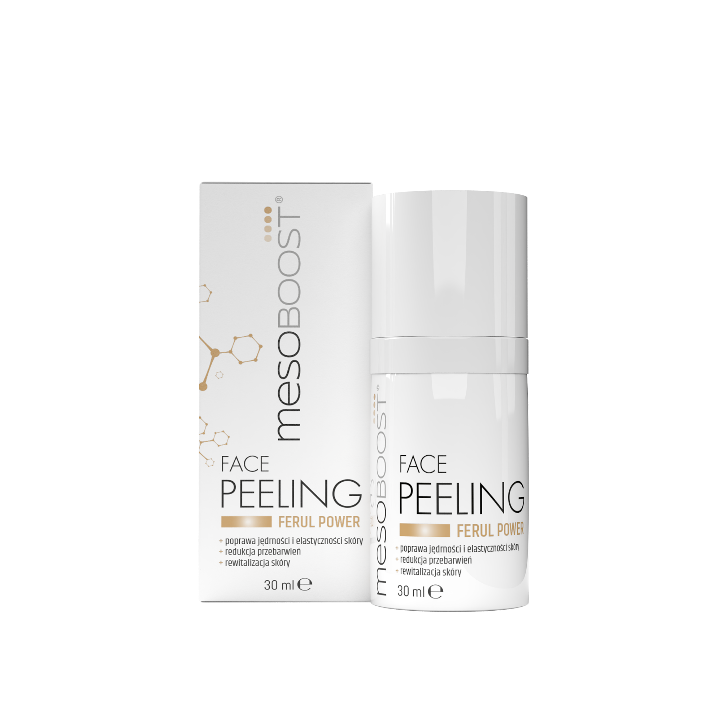 mesoBOOST®
FACE
PEELING
FERUL POWER
+ poprawa jędrności i elastyczności skóry
+ redukcja przebarwień
+ rewitalizacja skóry
30 ml ℮
mesoBOOST®
FACE
PEELING
FERUL POWER
+ poprawa jędrności i elastyczności skóry
+ redukcja przebarwień
+ rewitalizacja skóry
30 ml ℮